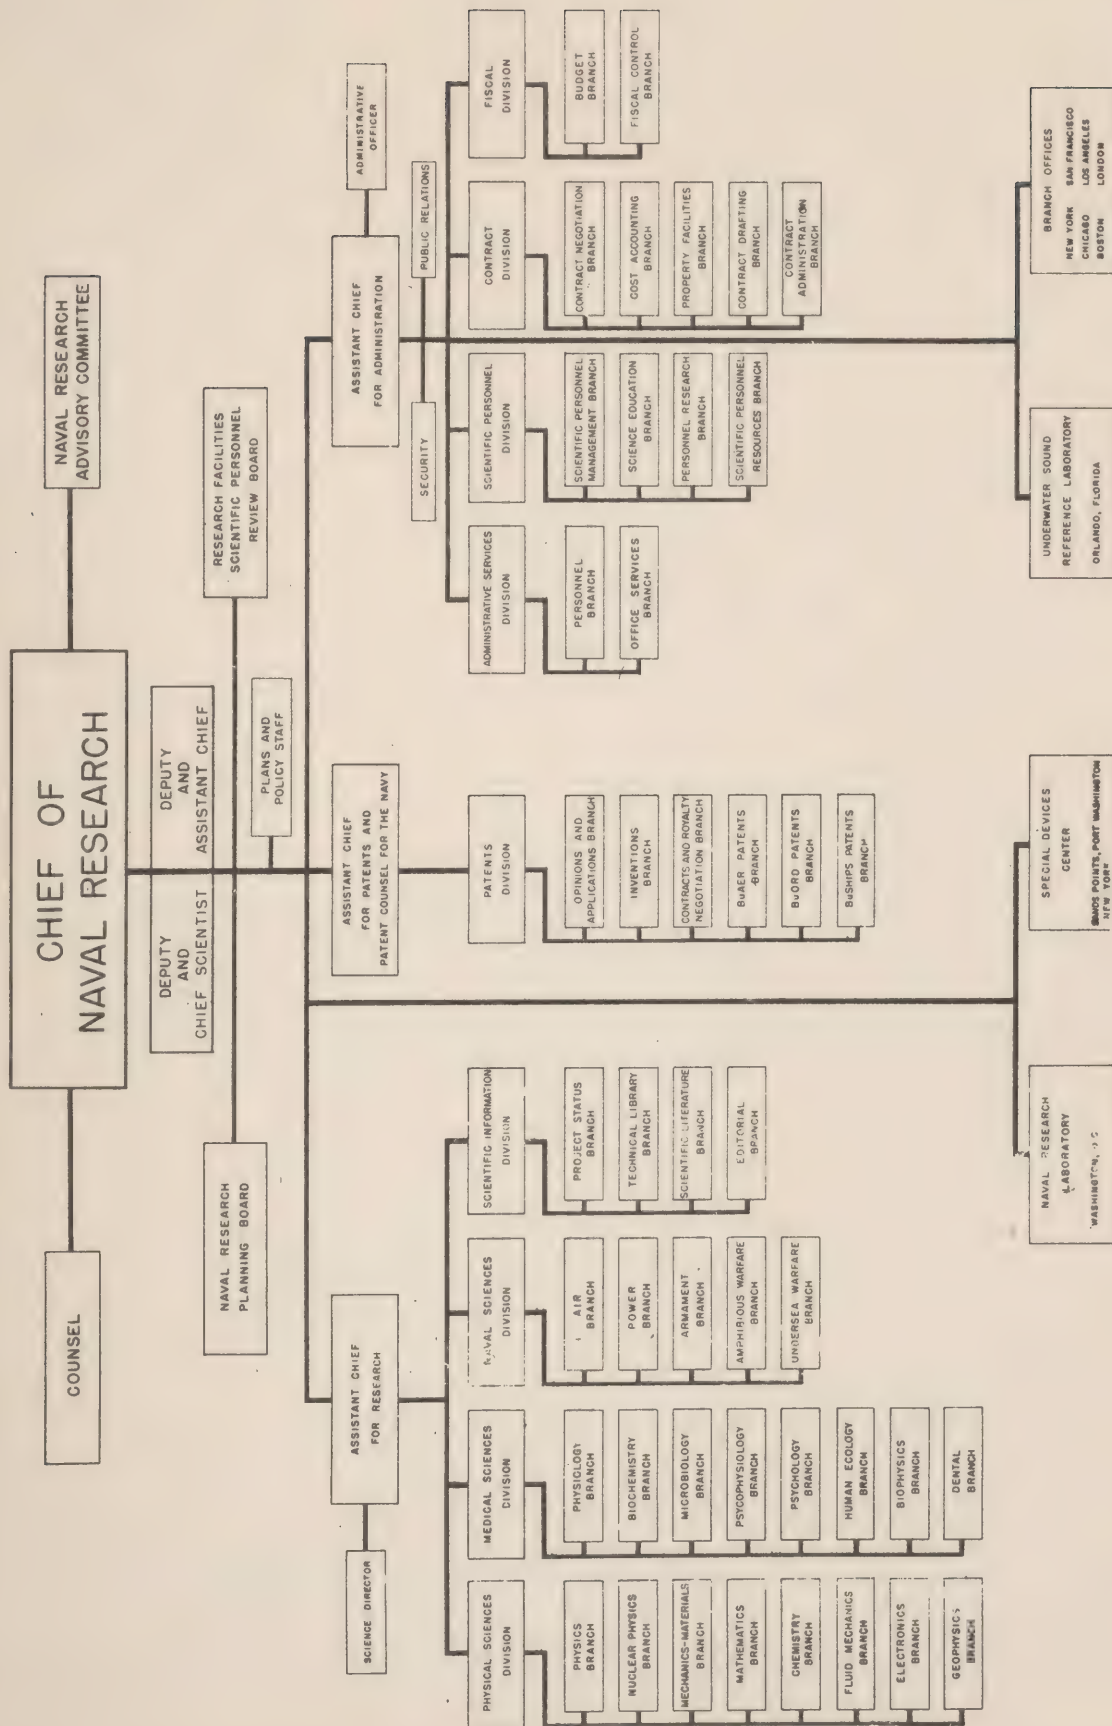 CHIEF OF
NAVAL RESEARCH
COUNSEL
NAVAL RESEARCH
ADVISORY COMMITTEE
DEPUTY
AND
CHIEF SCIENTIST
DEPUTY
AND
ASSISTANT CHIEF
NAVAL RESEARCH
PLANNING BOARD
RESEARCH FACILITIES
SCIENTIFIC PERSONNEL
REVIEW BOARD
PLANS AND
POLICY STAFF
SCIENCE DIRECTOR
ASSISTANT CHIEF
FOR RESEARCH
ASSISTANT CHIEF
FOR PATENTS AND
PATENT COUNSEL FOR THE NAVY
ASSISTANT CHIEF
FOR ADMINISTRATION
ADMINISTRATIVE
OFFICER
SECURITY
PUBLIC RELATIONS
PHYSICAL SCIENCES
DIVISION
PHYSICS
BRANCH
NUCLEAR PHYSICS
BRANCH
MECHANICS-MATERIALS
BRANCH
MATHEMATICS
BRANCH
CHEMISTRY
BRANCH
FLUID MECHANICS
BRANCH
ELECTRONICS
BRANCH
GEOPHYSICS
BRANCH
MEDICAL SCIENCES
DIVISION
PHYSIOLOGY
BRANCH
BIOCHEMISTRY
BRANCH
MICROBIOLOGY
BRANCH
PSYCOPHYSIOLOGY
BRANCH
PSYCHOLOGY
BRANCH
HUMAN ECOLOGY
BRANCH
BIOPHYSICS
BRANCH
DENTAL
BRANCH
NAVAL SCIENCES
DIVISION
AIR
BRANCH
POWER
BRANCH
ARMAMENT
BRANCH
AMPHIBIOUS WARFARE
BRANCH
UNDERSEA WARFARE
BRANCH
SCIENTIFIC INFORMATION
DIVISION
PROJECT STATUS
BRANCH
TECHNICAL LIBRARY
BRANCH
SCIENTIFIC LITERATURE
BRANCH
EDITORIAL
BRANCH
PATENTS
DIVISION
OPINIONS AND
APPLICATIONS BRANCH
INVENTIONS
BRANCH
CONTRACTS AND ROYALTY
NEGOTIATION BRANCH
BUAER PATENTS
BRANCH
BUORD PATENTS
BRANCH
BUSHIPS PATENTS
BRANCH
ADMINISTRATIVE SERVICES
DIVISION
PERSONNEL
BRANCH
OFFICE SERVICES
BRANCH
SCIENTIFIC PERSONNEL
DIVISION
SCIENTIFIC PERSONNEL
MANAGEMENT BRANCH
SCIENCE EDUCATION
BRANCH
PERSONNEL RESEARCH
BRANCH
SCIENTIFIC PERSONNEL
RESOURCES BRANCH
CONTRACT
DIVISION
CONTRACT NEGOTIATION
BRANCH
COST ACCOUNTING
BRANCH
PROPERTY FACILITIES
BRANCH
CONTRACT DRAFTING
BRANCH
CONTRACT
ADMINISTRATION
BRANCH
FISCAL
DIVISION
BUDGET
BRANCH
FISCAL CONTROL
BRANCH
NAVAL RESEARCH
LABORATORY
WASHINGTON, D C
SPECIAL DEVICES
CENTER
SANDS POINTS, PORT WASHINGTON
NEW YORK
UNDERWATER SOUND
REFERENCE LABORATORY
ORLANDO, FLORIDA
BRANCH OFFICES
NEW YORK SAN FRANCISCO
CHICAGO LOS ANGELES
BOSTON LONDON